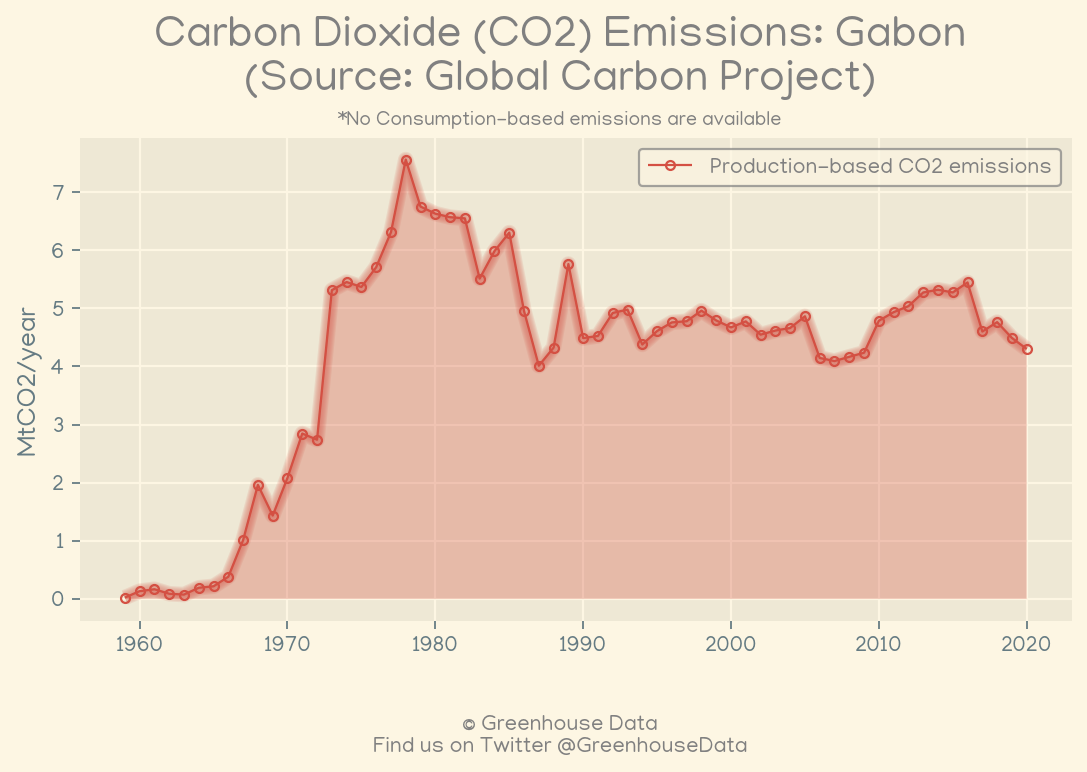 Carbon Dioxide (CO2) Emissions: Gabon
(Source: Global Carbon Project)
*No Consumption-based emissions are available
Production-based CO2 emissions
MtCO2/year
7
6
5
4
3
2
1
0
1960 1970 1980 1990 2000 2010 2020
© Greenhouse Data
Find us on Twitter @GreenhouseData